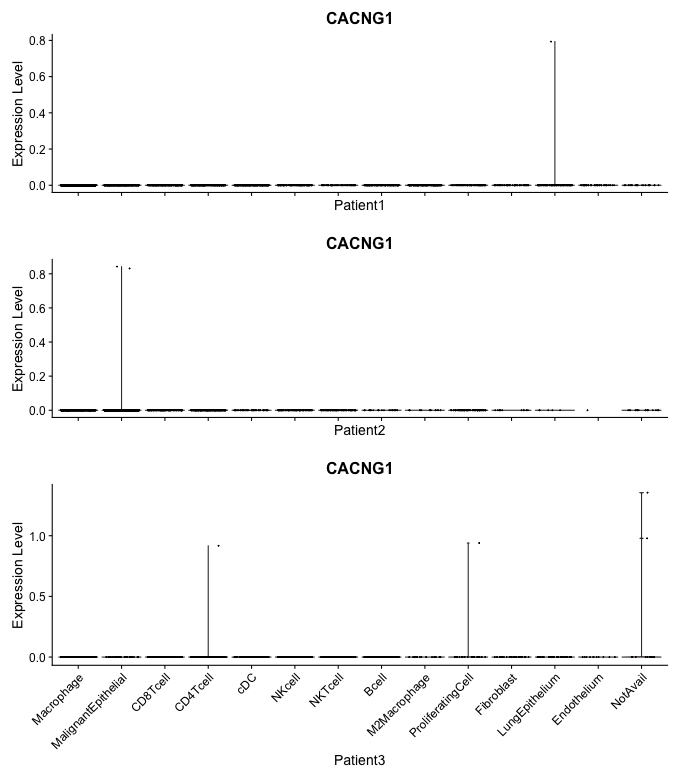 CACNG1
Expression Level
0.8
0.6
0.4
0.2
0.0
Patient1
CACNG1
Expression Level
0.8
0.6
0.4
0.2
0.0
Patient2
CACNG1
Expression Level
1.0
0.5
0.0
Macrophage
MalignantEpithelial
CD8Tcell
CD4Tcell
cDC
NKcell
NKTcell
Bcell
M2Macrophage
ProliferatingCell
Fibroblast
LungEpithelium
Endothelium
NotAvail
Patient3